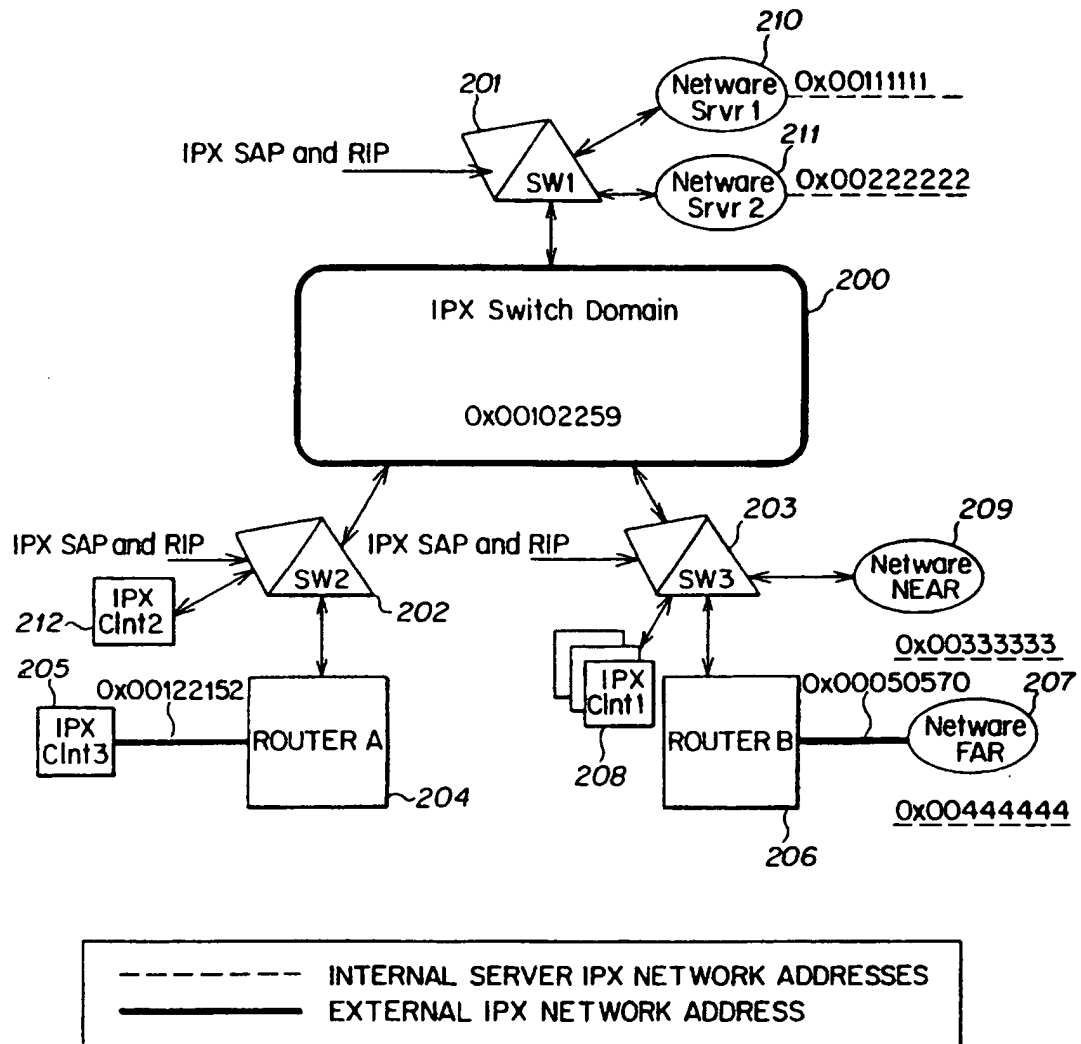 210
Netware
Srvr 1
0x00111111
201
211
IPX SAP and RIP
SW1
Netware
Srvr 2
0x00222222
200
IPX Switch Domain
0x00102259
203
209
IPX SAP and RIP
IPX SAP and RIP
SW2
SW3
Netware
NEAR
202
IPX
Clnt2
212
205
0x00122152
0x00333333
0x00050570
207
IPX
Clnt1
IPX
Clnt3
ROUTER A
ROUTER B
Netware
FAR
208
204
0x00444444
206
INTERNAL SERVER IPX NETWORK ADDRESSES
EXTERNAL IPX NETWORK ADDRESS